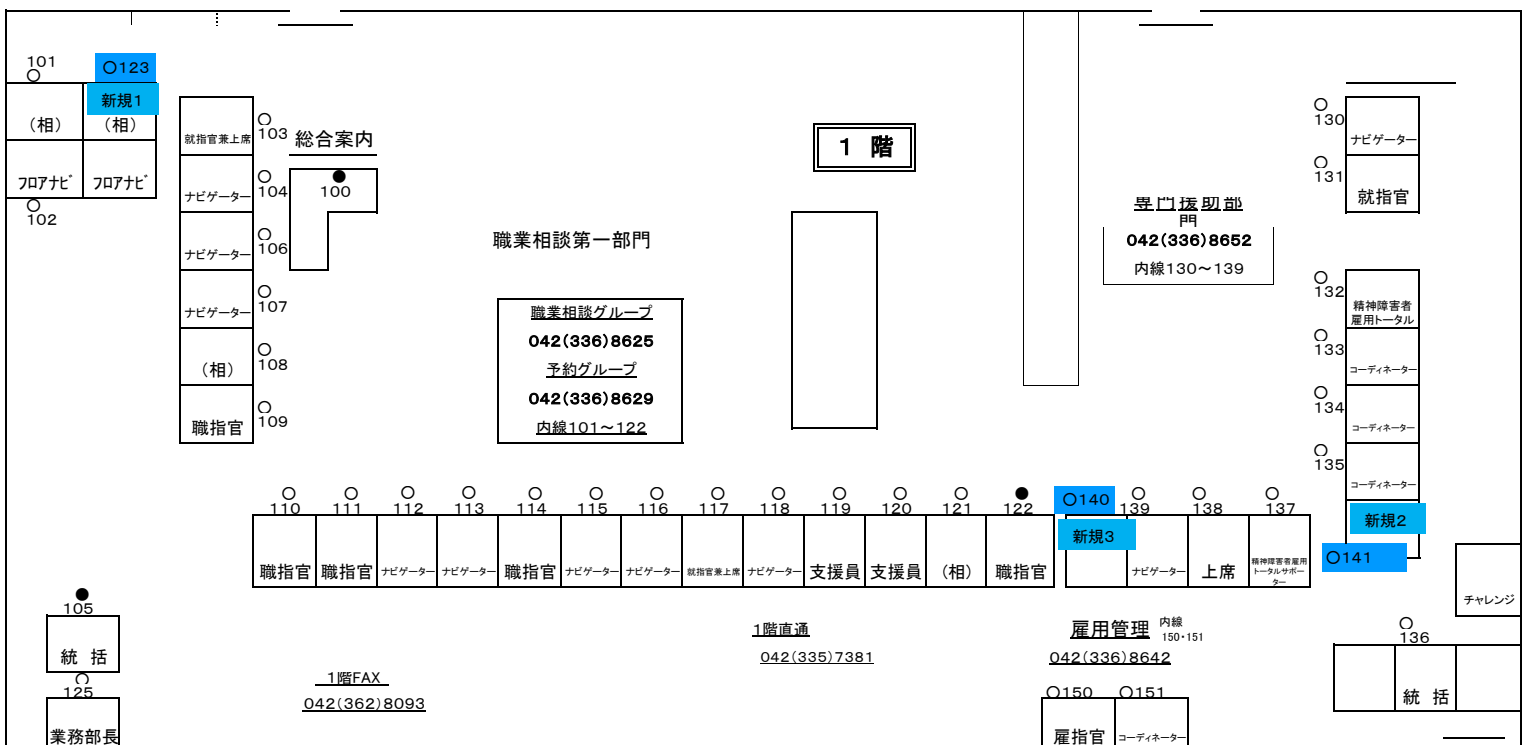 101
○
○123
新規1
（相）
（相）
フロアナビ
フロアナビ
○
102
就指官兼上席
○
103
ナビゲーター
○
104
ナビゲーター
○
106
ナビゲーター
○
107
（相）
○
108
職指官
○
109
総合案内
●
100
職業相談第一部門
職業相談グループ
042(336)8625
予約グループ
042(336)8629
内線101～122
1 階
専門援助部
門
042(336)8652
内線130～139
○
130
ナビゲーター
○
131
就指官
○
132
精神障害者
雇用トータル
○
133
コーディネーター
○
134
コーディネーター
○
135
コーディネーター
新規2
○141
○
110
職指官
○
111
職指官
○
112
ナビゲーター
○
113
ナビゲーター
○
114
職指官
○
115
ナビゲーター
○
116
ナビゲーター
○
117
就指官兼上席
○
118
ナビゲーター
○
119
支援員
○
120
支援員
○
121
（相）
●
122
職指官
○140
新規3
○
139
ナビゲーター
○
138
上席
○
137
精神障害者雇用
トータルサポー
ター
チャレンジ
●
105
統 括
○
125
業務部長
1階FAX
042(362)8093
1階直通
042(335)7381
雇用管理 内線
150・151
042(336)8642
○150 ○151
雇指官
コーディネーター
○
136
統 括